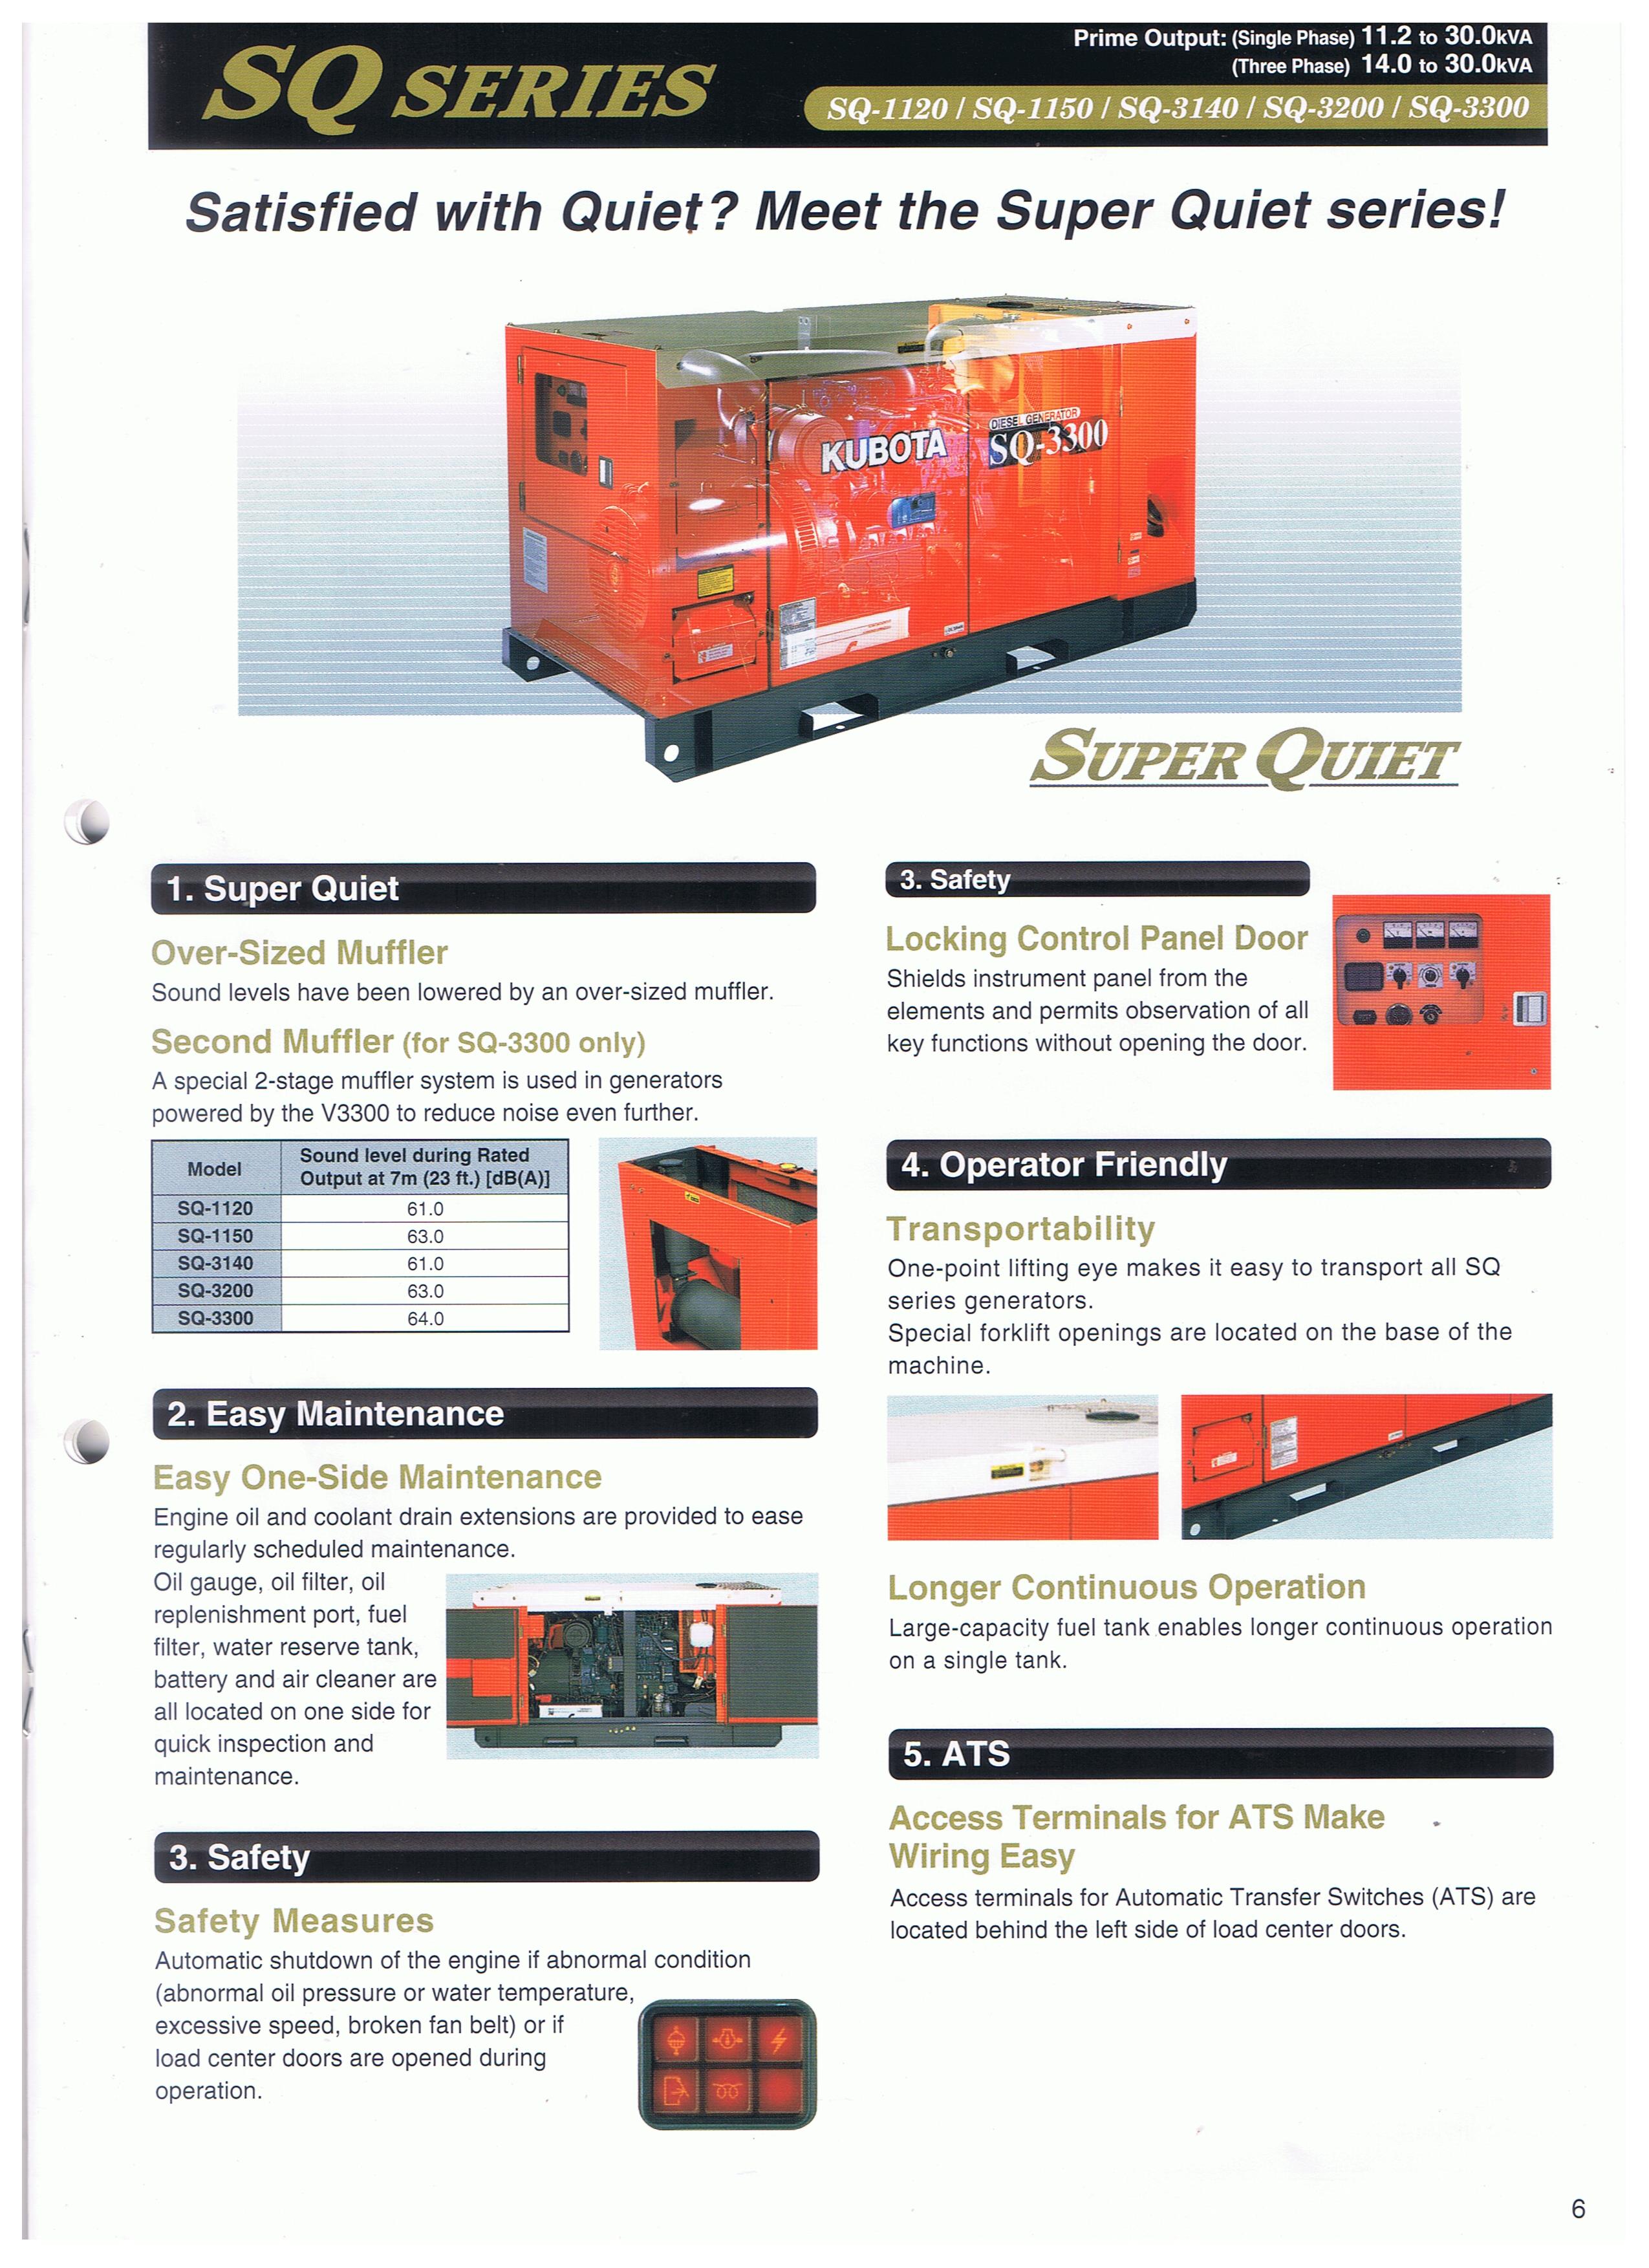 SQ SERIES
Prime Output: (Single Phase) 11.2 to 30.0kVA
(Three Phase) 14.0 to 30.0kVA
SQ-1120 / SQ-1150 / SQ-3140 / SQ-3200 / SQ-3300
Satisfied with Quiet? Meet the Super Quiet series!
KUBOTA
DIESEL GENERATOR
SQ-3300
SUPER QUIET
1. Super Quiet
Over-Sized Muffler
Sound levels have been lowered by an over-sized muffler.
Second Muffler (for SQ-3300 only)
A special 2-stage muffler system is used in generators
powered by the V3300 to reduce noise even further.
Model
Sound level during Rated
Output at 7m (23 ft.) [dB(A)]
SQ-1120 61.0
SQ-1150 63.0
SQ-3140 61.0
SQ-3200 63.0
SQ-3300 64.0
2. Easy Maintenance
Easy One-Side Maintenance
Engine oil and coolant drain extensions are provided to ease
regularly scheduled maintenance.
Oil gauge, oil filter, oil
replenishment port, fuel
filter, water reserve tank,
battery and air cleaner are
all located on one side for
quick inspection and
maintenance.
3. Safety
Safety Measures
Automatic shutdown of the engine if abnormal condition
(abnormal oil pressure or water temperature,
excessive speed, broken fan belt) or if
load center doors are opened during
operation.
3. Safety
Locking Control Panel Door
Shields instrument panel from the
elements and permits observation of all
key functions without opening the door.
4. Operator Friendly
Transportability
One-point lifting eye makes it easy to transport all SQ
series generators.
Special forklift openings are located on the base of the
machine.
Longer Continuous Operation
Large-capacity fuel tank enables longer continuous operation
on a single tank.
5. ATS
Access Terminals for ATS Make
Wiring Easy
Access terminals for Automatic Transfer Switches (ATS) are
located behind the left side of load center doors.
6